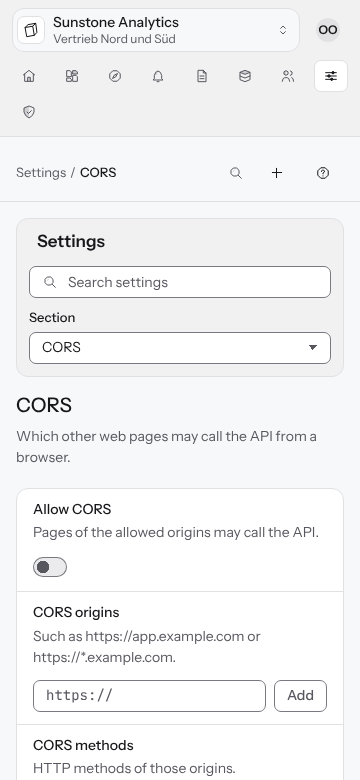 Sunstone Analytics
Vertrieb Nord und Süd
OO
Settings / CORS
Settings
Search settings
Section
CORS
CORS
Which other web pages may call the API from a
browser.
Allow CORS
Pages of the allowed origins may call the API.
CORS origins
Such as https://app.example.com or
https://*.example.com.
https://
Add
CORS methods
HTTP methods of those origins.